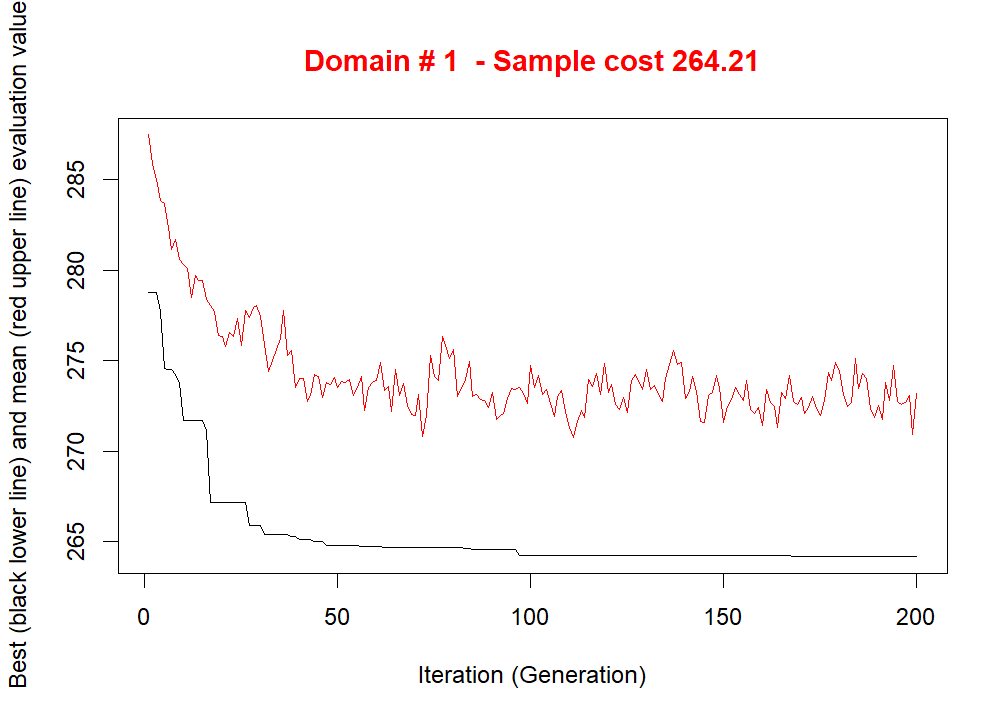 Domain # 1  - Sample cost 264.21
Best (black lower line) and mean (red upper line) evaluation value
285
280
275
270
265
0 50 100 150 200
Iteration (Generation)